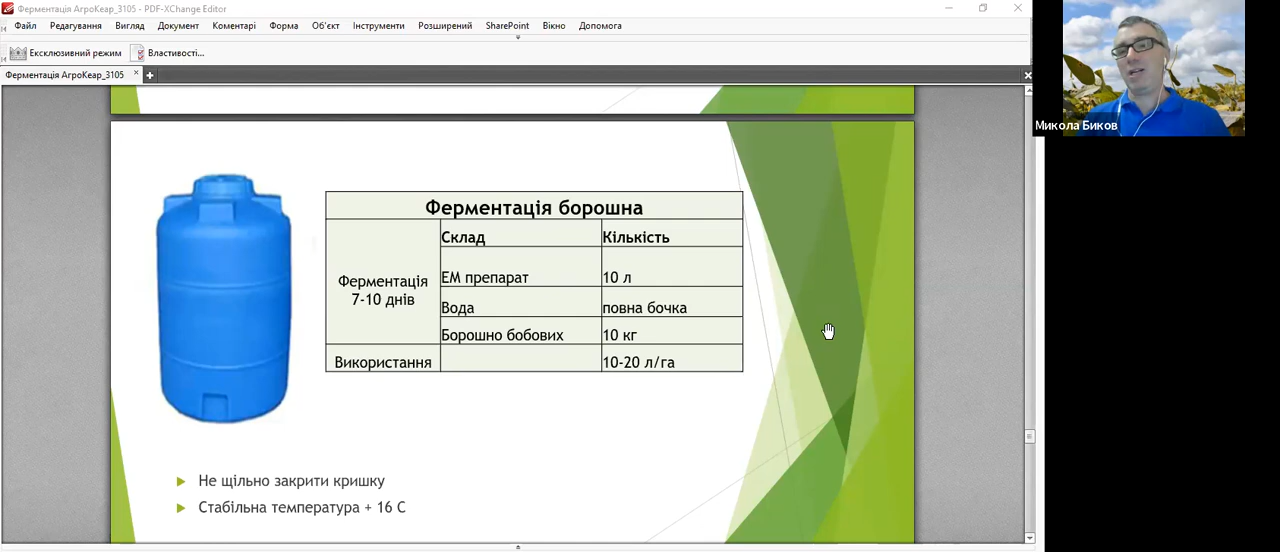 Ферментація АгроКеар_3105 - PDF-XChange Editor
Файл Редагування Вигляд Документ Коментарі Форма Об'єкт Інструменти Розширений SharePoint Вікно Допомога
Ексклюзивний режим Властивості...
Ферментація АгроКеар_3105
Микола Биков
Ферментація борошна
Склад Кількість
Ферментація
7-10 днів
ЕМ препарат 10 л
Вода повна бочка
Борошно бобових 10 кг
Використання 10-20 л/га
Не щільно закрити кришку
Стабільна температура + 16 С